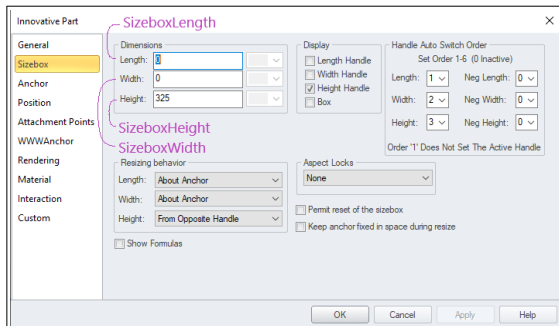 Innovative Part
SizeboxLength
General
Sizebox
Anchor
Position
Attachment Points
WWWAnchor
Rendering
Material
Interaction
Custom
Dimensions
Length: 0
Width: 0
Height: 325
SizeboxHeight
SizeboxWidth
Display
Length Handle
Width Handle
Height Handle
Box
Handle Auto Switch Order
Set Order 1-6 (0 Inactive)
Length: 1 Neg Length: 0
Width: 2 Neg Width: 0
Height: 3 Neg Height: 0
Order '1' Does Not Set The Active Handle
Resizing behavior
Length: About Anchor
Width: About Anchor
Height: From Opposite Handle
Show Formulas
Aspect Locks
None
Permit reset of the sizebox
Keep anchor fixed in space during resize
OK Cancel Apply Help